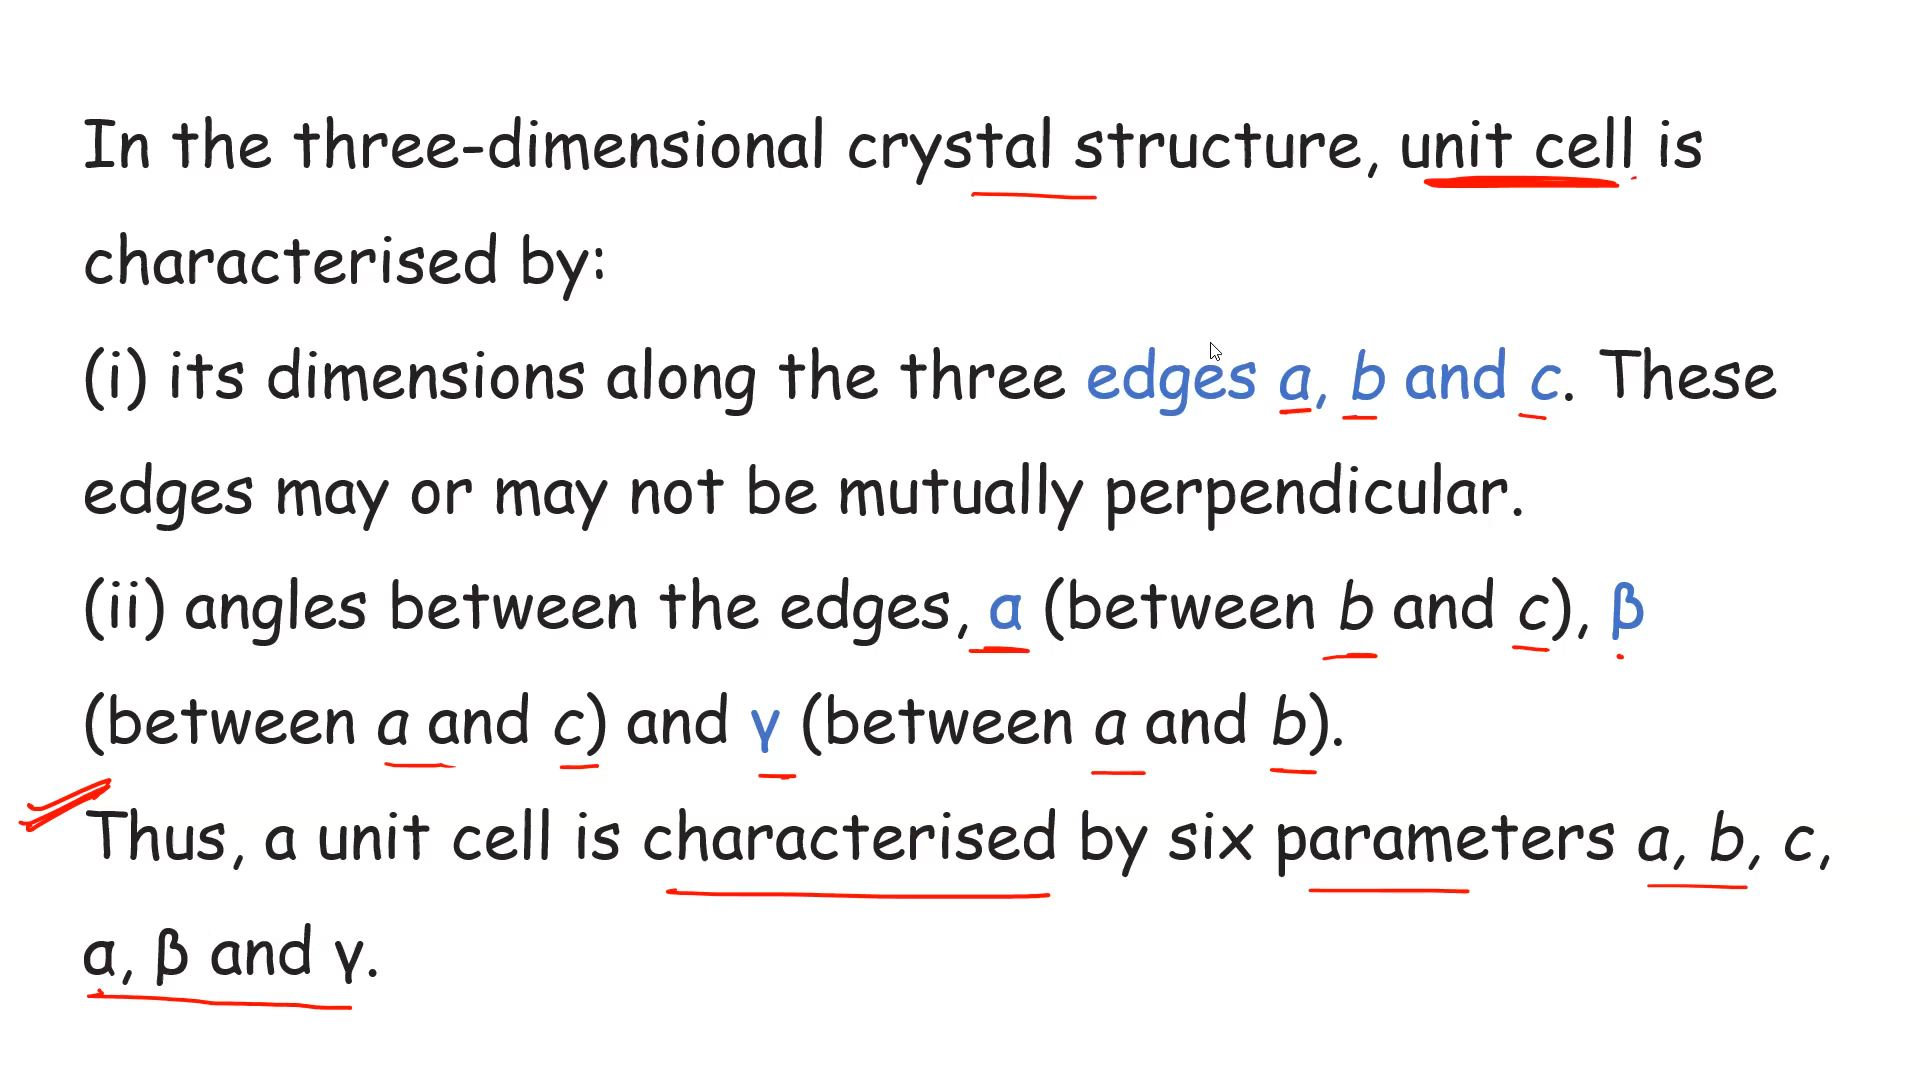 In the three-dimensional crystal structure, unit cell is
characterised by:
(i) its dimensions along the three edges a, b and c. These
edges may or may not be mutually perpendicular.
(ii) angles between the edges, α (between b and c), β
(between a and c) and γ (between a and b).
Thus, a unit cell is characterised by six parameters a, b, c,
α, β and γ.